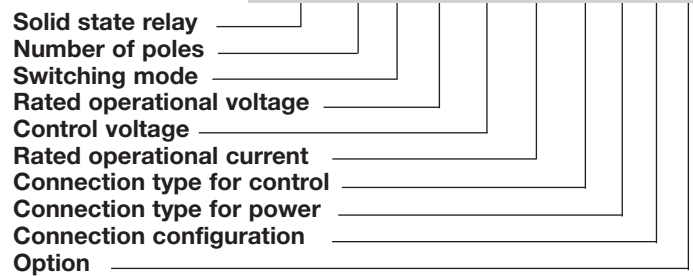 Solid state relay
Number of poles
Switching mode
Rated operational voltage
Control voltage
Rated operational current
Connection type for control
Connection type for power
Connection configuration
Option